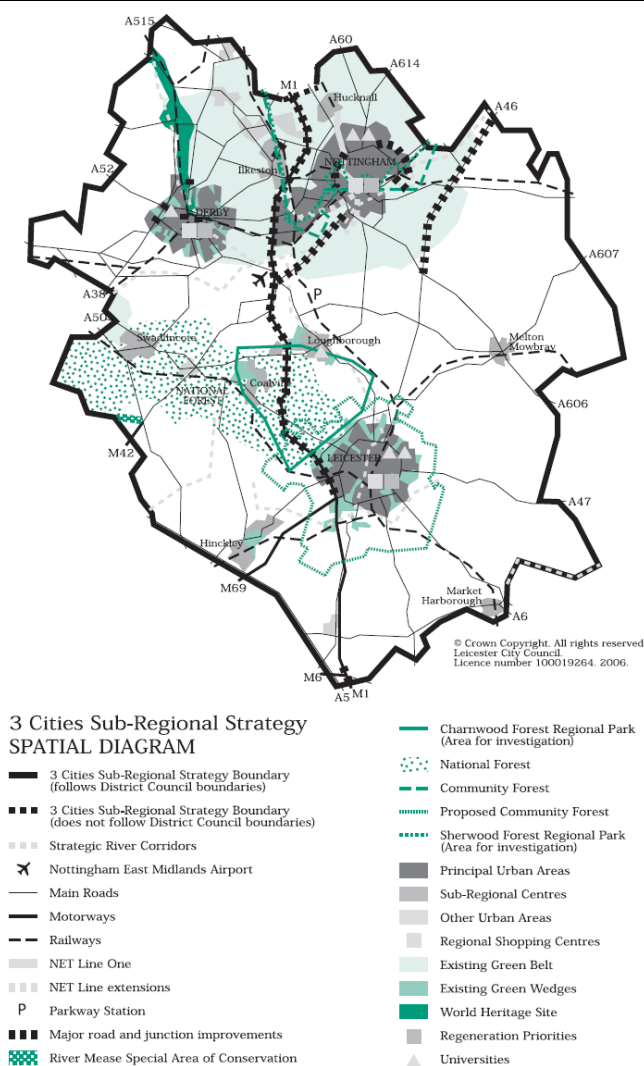 A515
A60
A614
M1
Hucknall
A46
A52
Ilkeston
NOTTINGHAM
DERBY
A607
A38
P
A50
Swadlincote
Loughborough
Melton
Mowbray
NATIONAL
FOREST
Coalville
A606
M42
LEICESTER
A47
Hinckley
M69
Market
Harborough
A6
© Crown Copyright. All rights reserved
Leicester City Council.
Licence number 100019264. 2006.
M6
A5
M1
3 Cities Sub-Regional Strategy
SPATIAL DIAGRAM
3 Cities Sub-Regional Strategy Boundary
(follows District Council boundaries)
3 Cities Sub-Regional Strategy Boundary
(does not follow District Council boundaries)
Strategic River Corridors
Nottingham East Midlands Airport
Main Roads
Motorways
Railways
NET Line One
NET Line extensions
P Parkway Station
Major road and junction improvements
River Mease Special Area of Conservation
Charnwood Forest Regional Park
(Area for investigation)
National Forest
Community Forest
Proposed Community Forest
Sherwood Forest Regional Park
(Area for investigation)
Principal Urban Areas
Sub-Regional Centres
Other Urban Areas
Regional Shopping Centres
Existing Green Belt
Existing Green Wedges
World Heritage Site
Regeneration Priorities
Universities